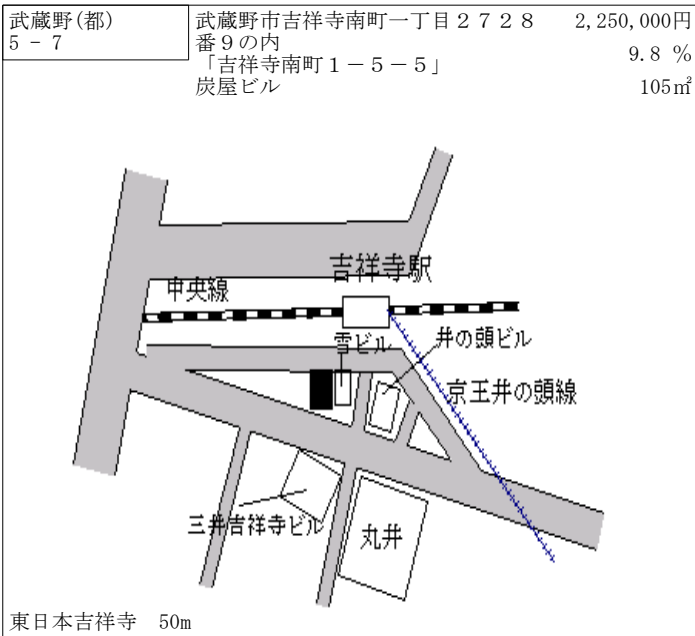 武蔵野(都)
5 - 7
武蔵野市吉祥寺南町一丁目２７２８
番９の内
「吉祥寺南町１－５－５」
炭屋ビル
2,250,000円
9.8 %
105㎡
吉祥寺駅
中央線
雪ビル
井の頭ビル
京王井の頭線
三井吉祥寺ビル
丸井
東日本吉祥寺　50m